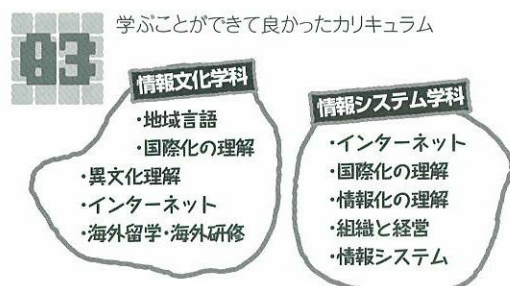 03
学ぶことができて良かったカリキュラム
情報文化学科
・地域言語
・国際化の理解
・異文化理解
・インターネット
・海外留学・海外研修
情報システム学科
・インターネット
・国際化の理解
・情報化の理解
・組織と経営
・情報システム